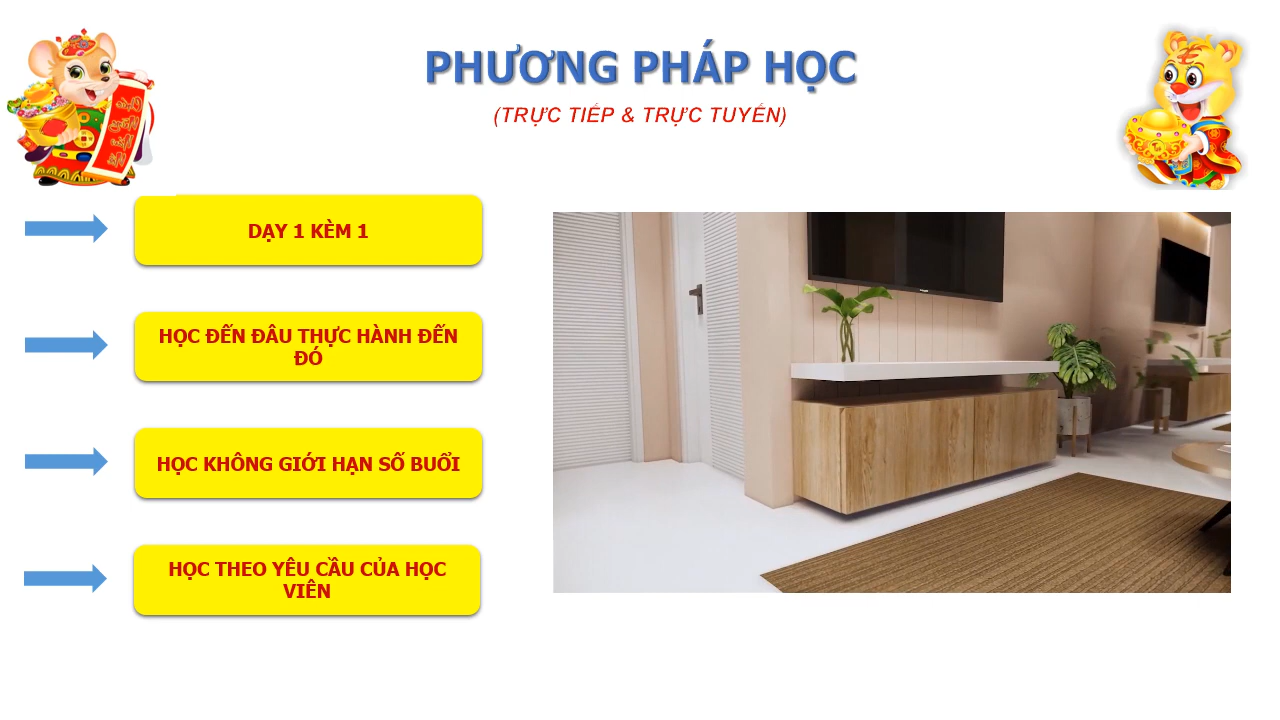 PHƯƠNG PHÁP HỌC
(TRỰC TIẾP & TRỰC TUYẾN)
DẠY 1 KÈM 1
HỌC ĐẾN ĐÂU THỰC HÀNH ĐẾN
ĐÓ
HỌC KHÔNG GIỚI HẠN SỐ BUỔI
HỌC THEO YÊU CẦU CỦA HỌC
VIÊN